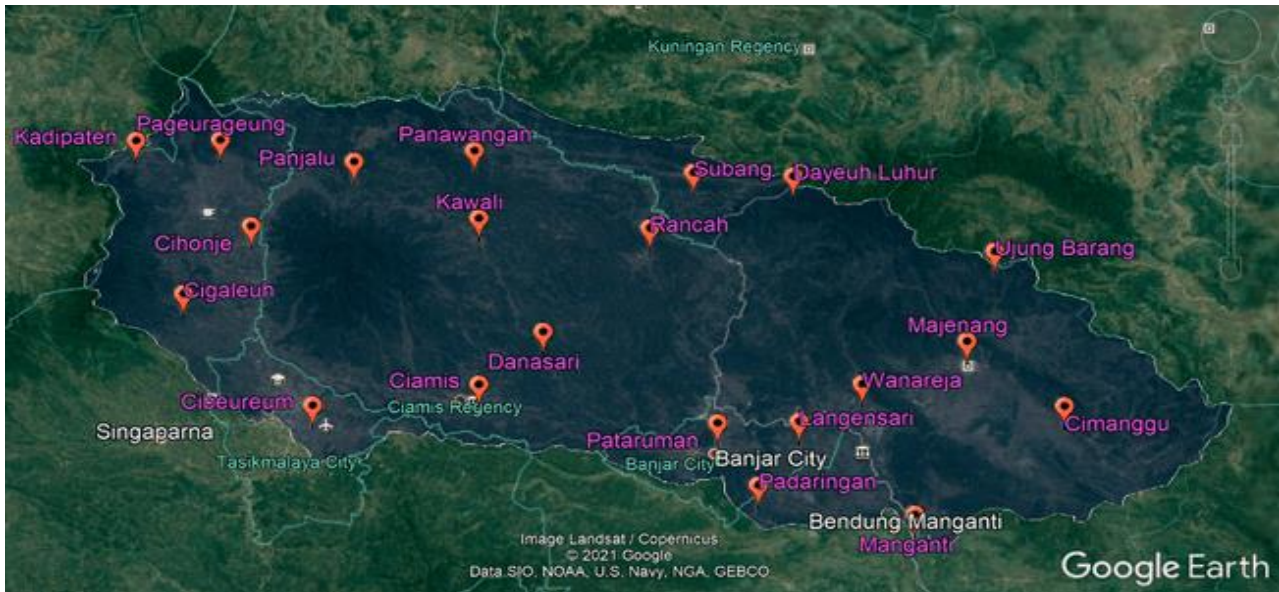 Kuningan Regency
Pageurageung
Kadipaten
Panawangan
Panjalu
Subang
Dayeuh Luhur
Kawali
Rancah
Cihonje
Ujung Barang
Cigaleuh
Majenang
Danasari
Ciamis
Wanareja
Ciseureum
Ciamis Regency
Langensari
Cimanggu
Singaparna
Pataruman
Tasikmalaya City
Banjar City
Banjar City
Padaringan
Bendung Manganti
Manganti
Image Landsat / Copernicus
© 2021 Google
Data SIO, NOAA, U.S. Navy, NGA, GEBCO
Google Earth